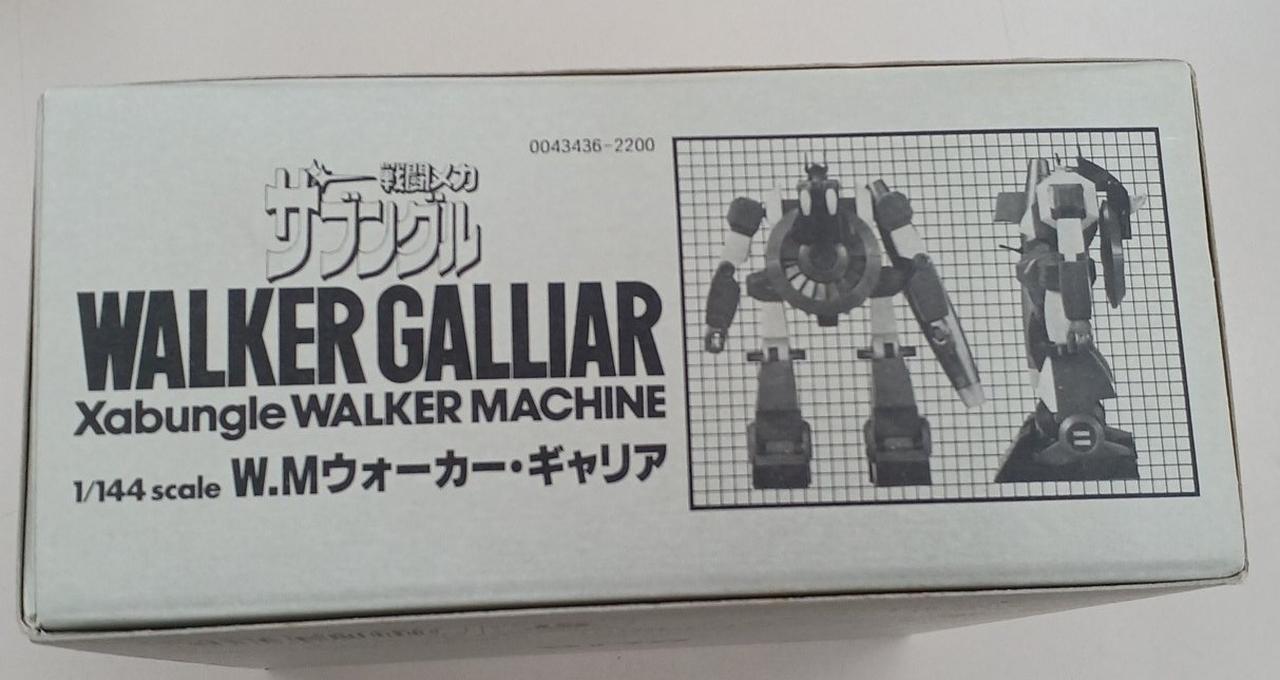 0043436-2200
戦闘メカ
ザブングル
WALKER GALLIAR
Xabungle WALKER MACHINE
1/144 scale W.Mウォーカー・ギャリア